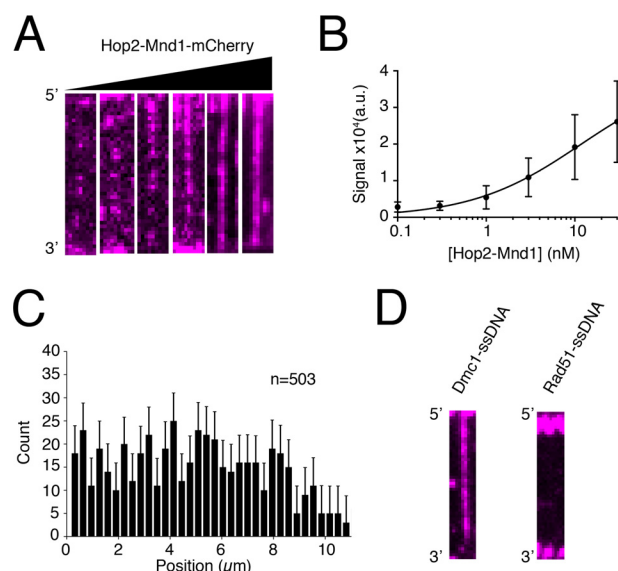 A
Hop2-Mnd1-mCherry
5'
3'
B
Signal x10⁴(a.u.)
4
3
2
1
0
0.1
1
10
[Hop2-Mnd1] (nM)
C
n=503
Count
40
35
30
25
20
15
10
5
0
0
2
4
6
8
10
Position (µm)
D
Dmc1-ssDNA
Rad51-ssDNA
5'
5'
3'
3'